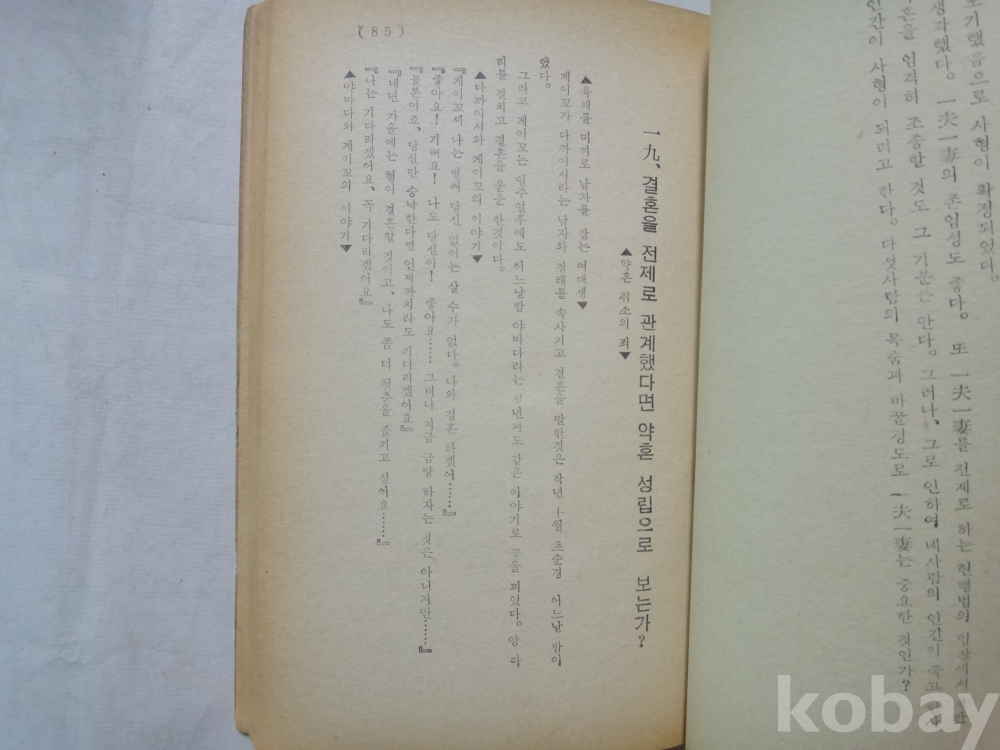 보기했음으로 사형이 확정되었다.
생각했다. 一夫一妻의 존엄성도 좋다. 또 一夫一妻를 전제로 하는 현행법의 입장에서
혼을 엄격히 조종한 것도 그 기분은 안다. 그러나, 그로 인하여 네사람의 인간이 죽고
인간이 사형이 되려고 한다. 다섯사람의 목숨과 바꿀정도로 一夫一妻는 중요한 것인가?
一九、결혼을 전제로 관계했다면 약혼 성립으로 보는가?
▲약혼 취소의 죄▼
▲육체를 미끼로 남자를 잡는 여대생▼
게이꼬가 다까이시라는 남자와 장래를 속사기고 결혼을 말한것은 작년 十월 초순경 어느날 밤이
었다.
그리고 게이꼬는 일주일후에도 어느날밤 야마다라는 청년과도 같은 이야기로 꽃을 피었다. 양 다
리를 걸치고 결혼을 운운 한것이다.
▲다까이시와 게이꼬의 이야기▼
『게이꼬쎄 나는 벌써 당신 없이는 살 수가 없다. 나와 결혼 하겠어……』
『좋아요! 기뻐요! 나도 당신이! 좋아요…… 그러나 지금 금방 하자는 것은 아니지만……』
『물론이죠, 당신만 승낙한다면 언제까지라도 기다리겠어요』
『내년 가을에는 형이 결혼할 것이고, 나도 좀 더 청춘을 즐기고 싶어요……』
『나는 기다리겠어요, 꼭 기다리겠어요』
▲야마다와 게이꼬의 이야기▼
(85)
kobay